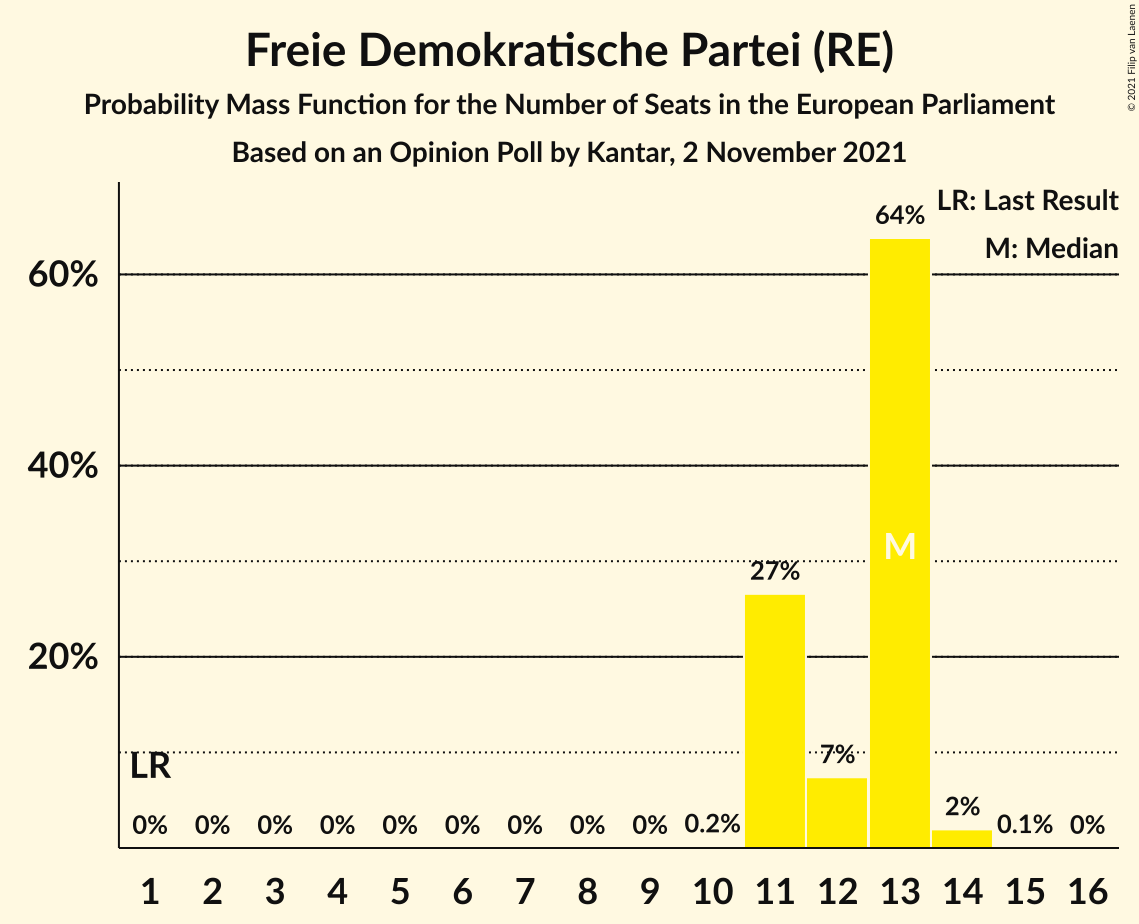 Freie Demokratische Partei (RE)
Probability Mass Function for the Number of Seats in the European Parliament
Based on an Opinion Poll by Kantar, 2 November 2021
© 2021 Filip van Laenen
LR: Last Result
M: Median
64%
60%
40%
M
27%
20%
LR
7%
0% 0% 0% 0% 0% 0% 0% 0% 0% 0.2% 2% 0.1% 0%
1 2 3 4 5 6 7 8 9 10 11 12 13 14 15 16